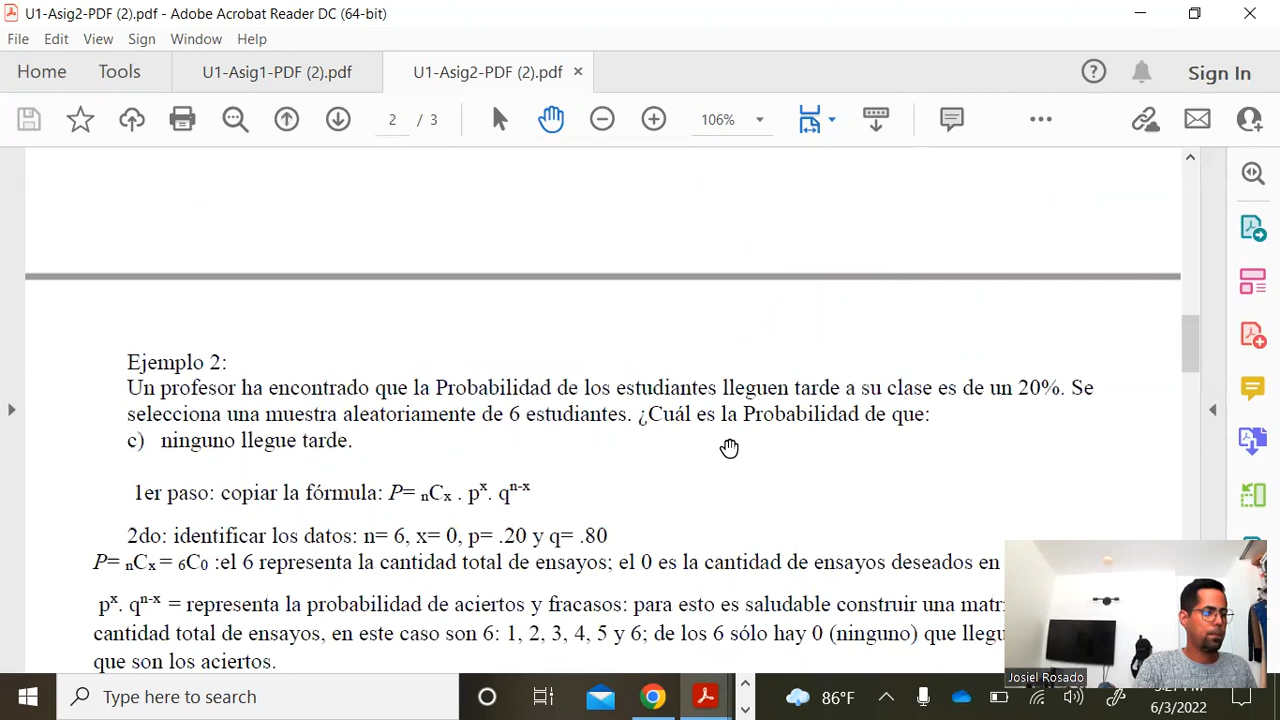 U1-Asig2-PDF (2).pdf - Adobe Acrobat Reader DC (64-bit)
File Edit View Sign Window Help
Home Tools U1-Asig1-PDF (2).pdf U1-Asig2-PDF (2).pdf × Sign In
2 / 3 106%
Ejemplo 2:
Un profesor ha encontrado que la Probabilidad de los estudiantes lleguen tarde a su clase es de un 20%. Se
selecciona una muestra aleatoriamente de 6 estudiantes. ¿Cuál es la Probabilidad de que:
c) ninguno llegue tarde.
1er paso: copiar la fórmula: P= nCx . p^x. q^n-x
2do: identificar los datos: n= 6, x= 0, p= .20 y q= .80
P= nCx = 6C0 :el 6 representa la cantidad total de ensayos; el 0 es la cantidad de ensayos deseados en
p^x. q^n-x = representa la probabilidad de aciertos y fracasos: para esto es saludable construir una
cantidad total de ensayos, en este caso son 6: 1, 2, 3, 4, 5 y 6; de los 6 sólo hay 0 (ninguno) que
que son los aciertos.
Josiel Rosado
Type here to search
86°F
6/3/2022